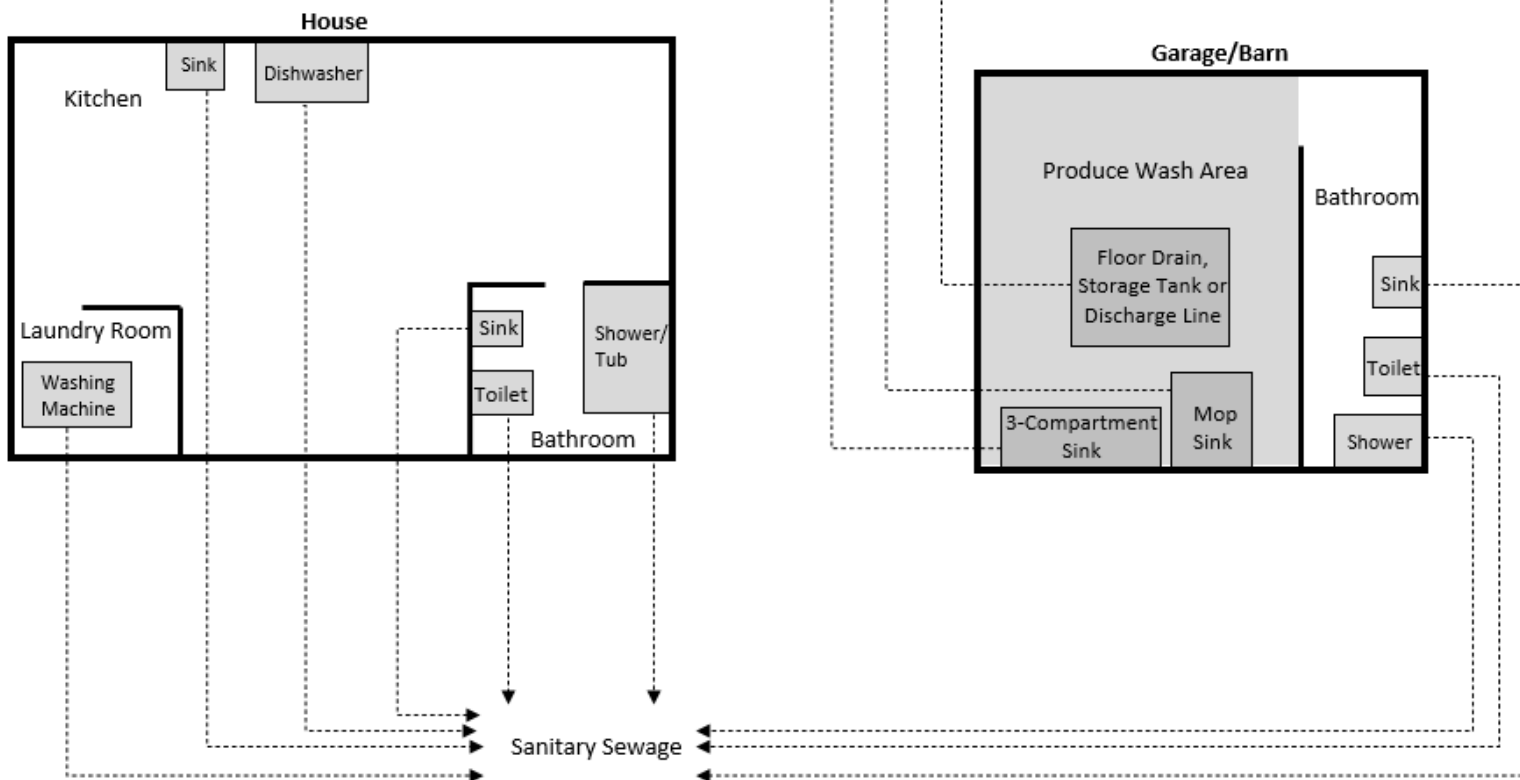 House
Sink
Dishwasher
Kitchen
Laundry Room
Washing
Machine
Sink
Toilet
Shower/
Tub
Bathroom
Garage/Barn
Produce Wash Area
Bathroom
Floor Drain,
Storage Tank or
Discharge Line
Sink
Toilet
3-Compartment
Sink
Mop
Sink
Shower
Sanitary Sewage